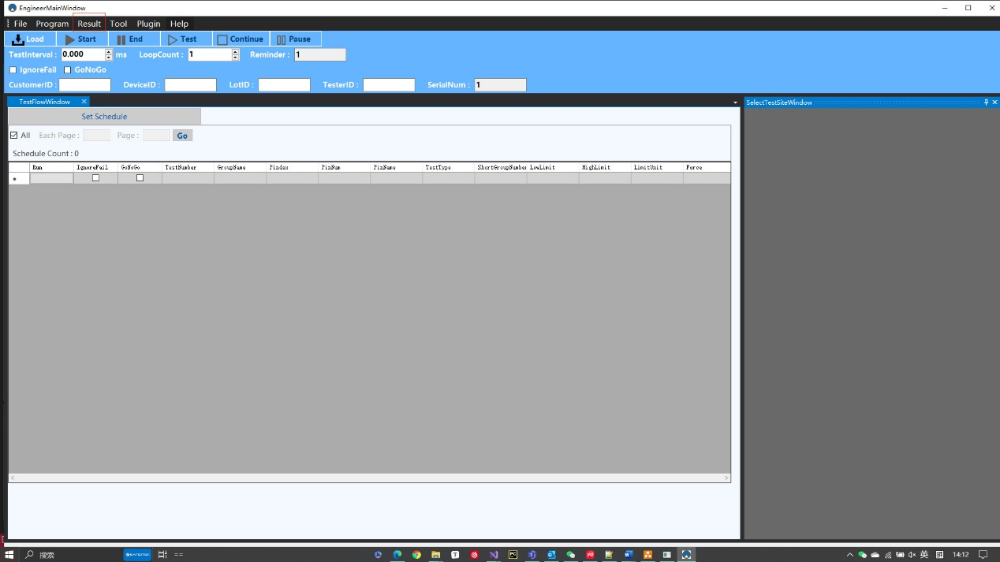 EngineerMainWindow
File Program Result Tool Plugin Help
Load Start End Test Continue Pause
TestInterval : 0.000 ms LoopCount : 1 Reminder : 1
IgnoreFail GoNoGo
CustomerID : DeviceID : LotID : TesterID : SerialNum : 1
TestFlowWindow SelectTestSiteWindow
Set Schedule
All Each Page : Page : Go
Schedule Count : 0
Run IgnoreFail GoNoGo TestNumber GroupName Pindex PinNum PinName TestType ShortGroupNumber LowLimit HighLimit LimitUnit Force
搜索 英 14:12